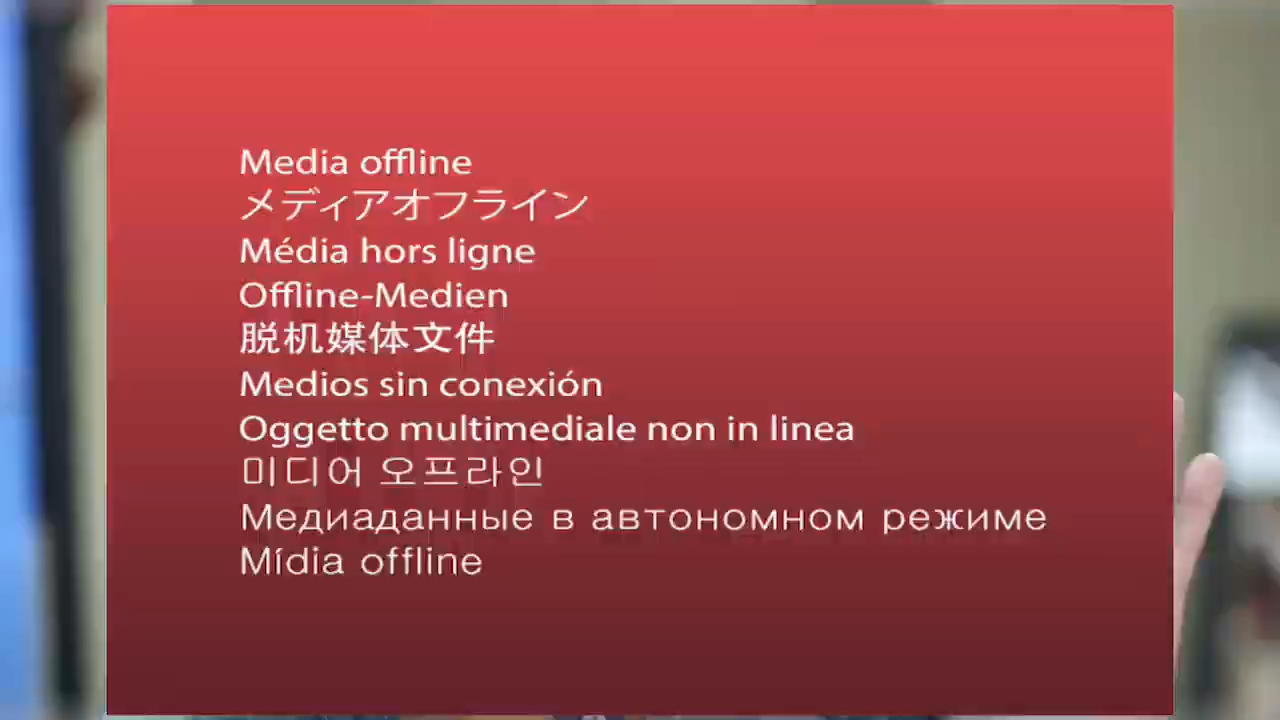 Media offline
メディアオフライン
Média hors ligne
Offline-Medien
脱机媒体文件
Medios sin conexión
Oggetto multimediale non in linea
미디어 오프라인
Медиаданные в автономном режиме
Mídia offline